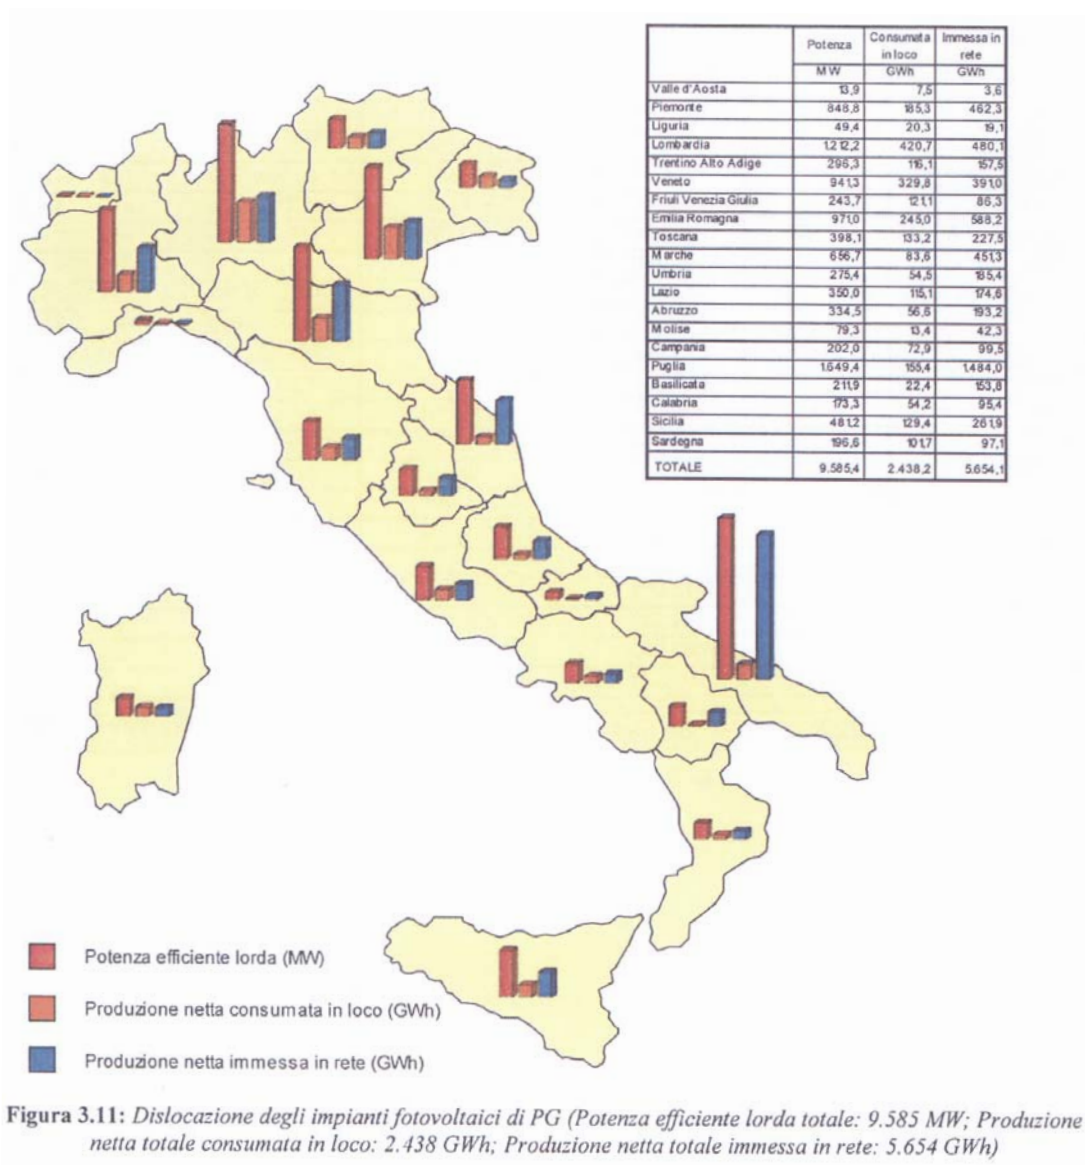 Potenza Consumata in loco Immessa in rete
MW GWh GWh
Valle d'Aosta 13,9 7,5 3,6
Piemonte 848,8 185,3 462,3
Liguria 49,4 20,3 19,1
Lombardia 1.212,2 420,7 480,1
Trentino Alto Adige 296,3 116,1 157,5
Veneto 941,3 329,8 391,0
Friuli Venezia Giulia 243,7 121,1 86,3
Emilia Romagna 971,0 245,0 588,2
Toscana 398,1 133,2 227,5
Marche 656,7 83,6 451,3
Umbria 275,4 54,5 185,4
Lazio 350,0 115,1 174,6
Abruzzo 334,5 56,6 193,2
Molise 79,3 13,4 42,3
Campania 202,0 72,9 99,5
Puglia 1.649,4 155,4 1.484,0
Basilicata 211,9 22,4 153,8
Calabria 173,3 54,2 95,4
Sicilia 481,2 129,4 261,9
Sardegna 196,6 101,7 97,1
TOTALE 9.585,4 2.438,2 5.654,1
Potenza efficiente lorda (MW)
Produzione netta consumata in loco (GWh)
Produzione netta immessa in rete (GWh)
Figura 3.11: Dislocazione degli impianti fotovoltaici di PG (Potenza efficiente lorda totale: 9.585 MW; Produzione
netta totale consumata in loco: 2.438 GWh; Produzione netta totale immessa in rete: 5.654 GWh)